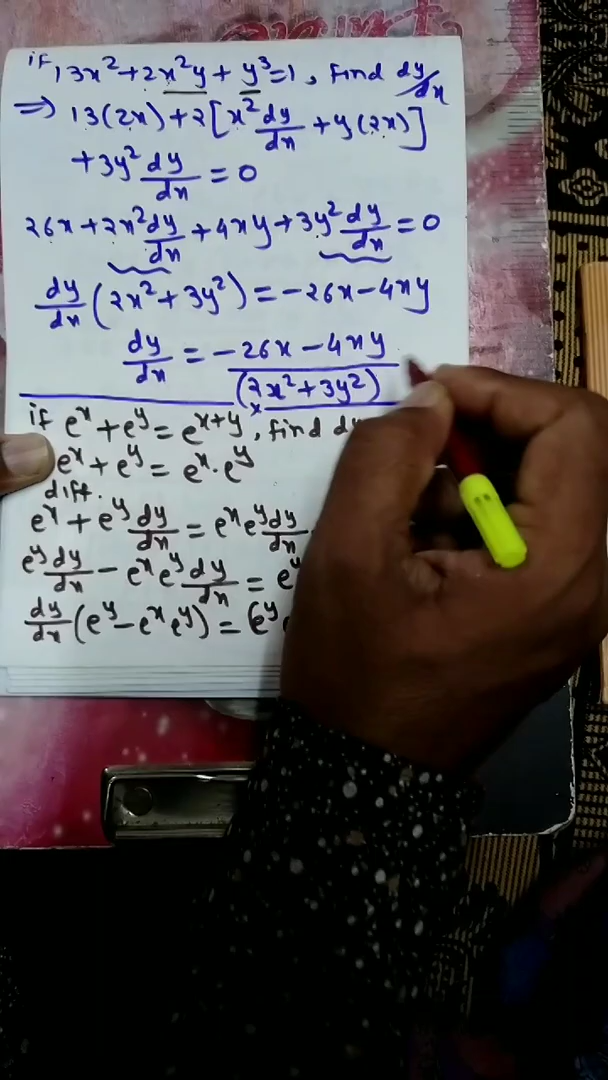 if 13x²+2x²y+y³=1, Find dy/dx
⇒ 13(2x)+2[x² dy/dx + y(2x)]
+3y² dy/dx = 0
26x+2x² dy/dx +4xy+3y² dy/dx = 0
dy/dx (2x²+3y²) = -26x-4xy
dy/dx = -26x-4xy / (2x²+3y²)
if eˣ+eʸ = eˣ⁺ʸ, Find
eˣ+eʸ = eˣ·eʸ
diff.
eˣ+eʸ dy/dx = eˣeʸ dy/dx
eʸ dy/dx - eˣeʸ dy/dx =
dy/dx (eʸ-eˣeʸ) = (eʸ